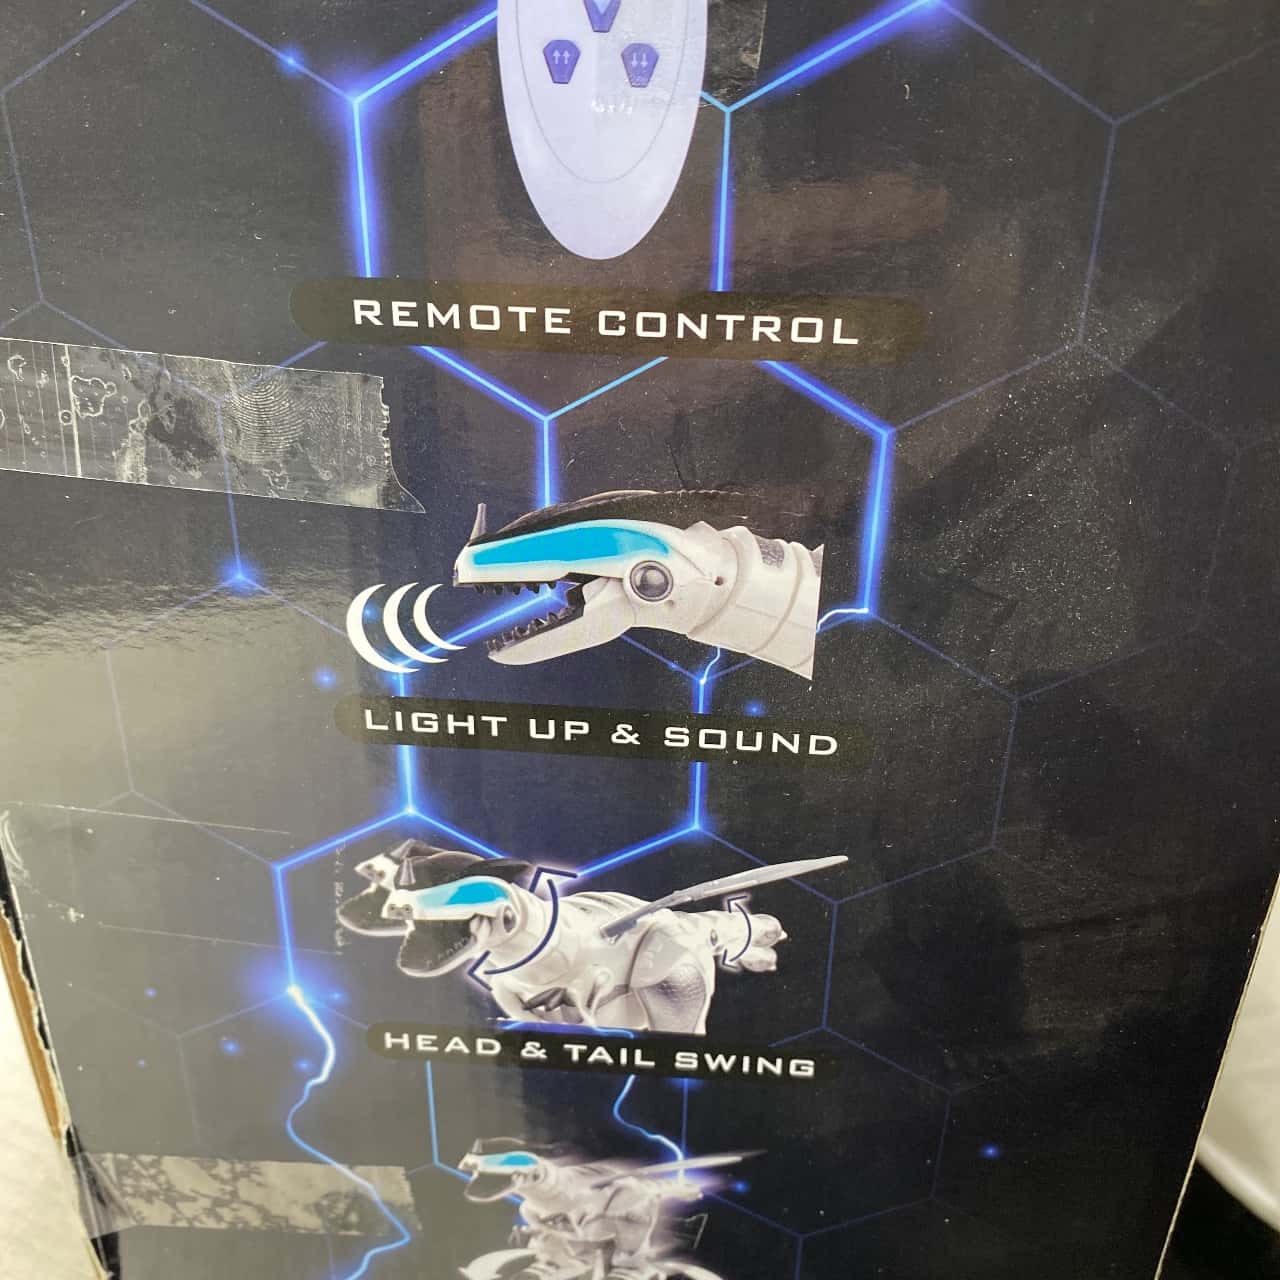 REMOTE CONTROL
LIGHT UP & SOUND
HEAD & TAIL SWING